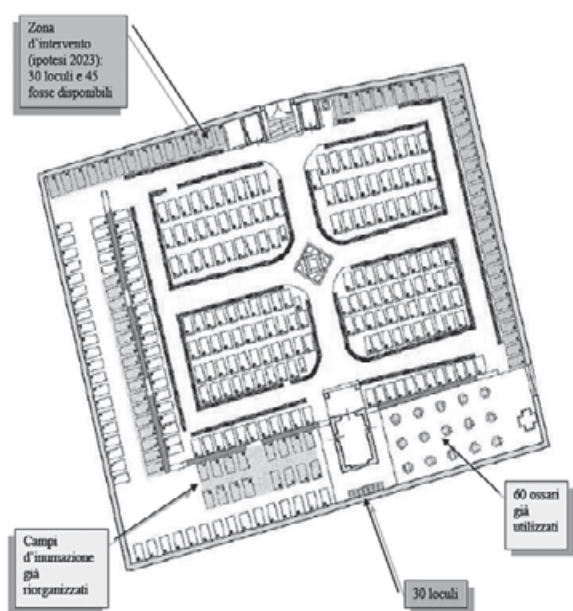 Zona
d'intervento
(ipotesi 2023):
30 loculi e 45
fosse disponibili
60 ossari
già
utilizzati
Campi
d'inumazione
già
riorganizzati
30 loculi